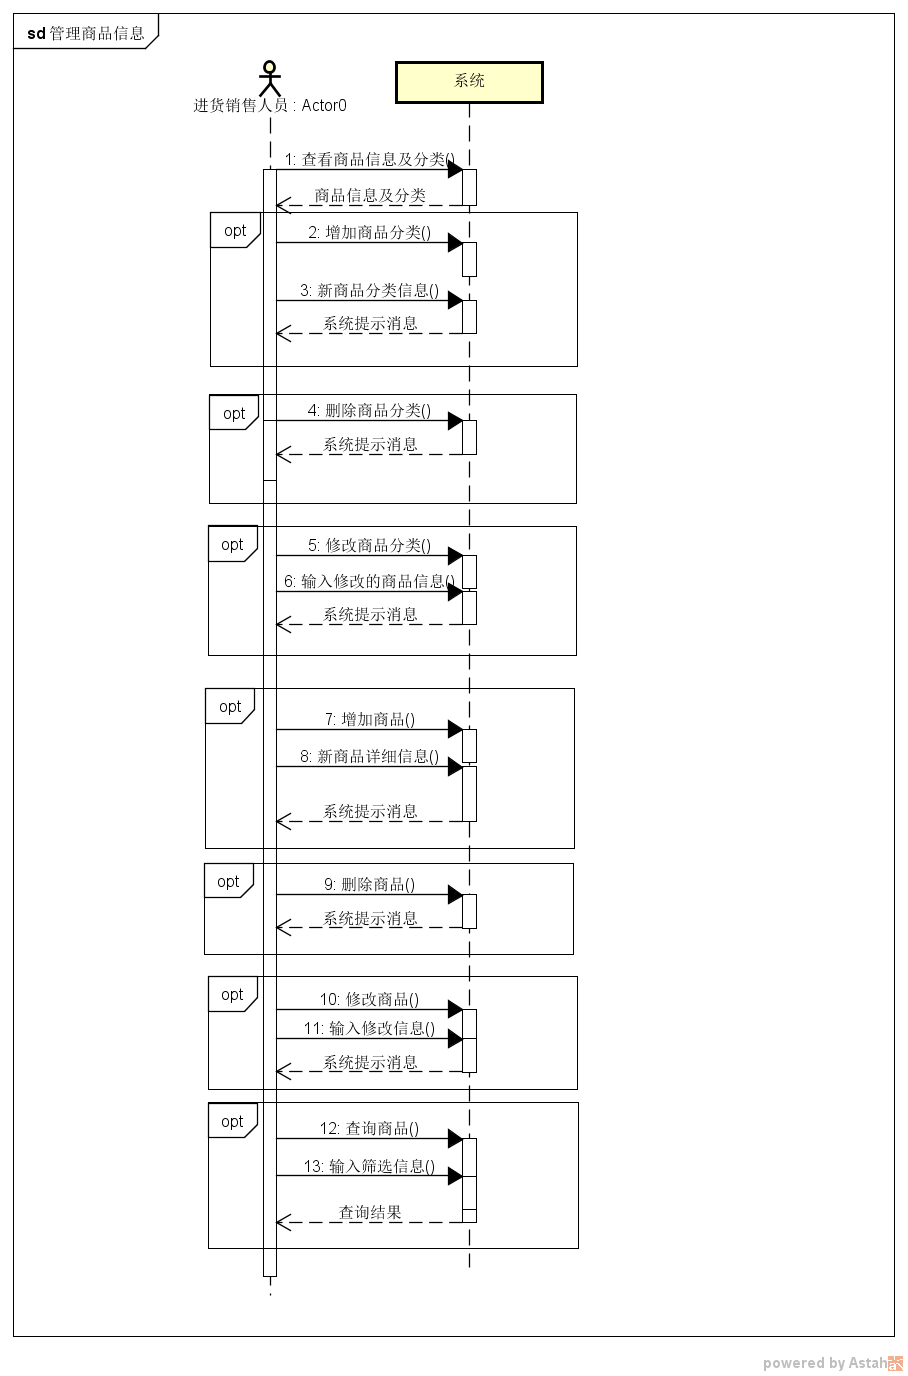 sd 管理商品信息
进货销售人员 : Actor0
系统
1: 查看商品信息及分类()
商品信息及分类
opt
2: 增加商品分类()
3: 新商品分类信息()
系统提示消息
opt
4: 删除商品分类()
系统提示消息
opt
5: 修改商品分类()
6: 输入修改的商品信息()
系统提示消息
opt
7: 增加商品()
8: 新商品详细信息()
系统提示消息
opt
9: 删除商品()
系统提示消息
opt
10: 修改商品()
11: 输入修改信息()
系统提示消息
opt
12: 查询商品()
13: 输入筛选信息()
查询结果
powered by Astah